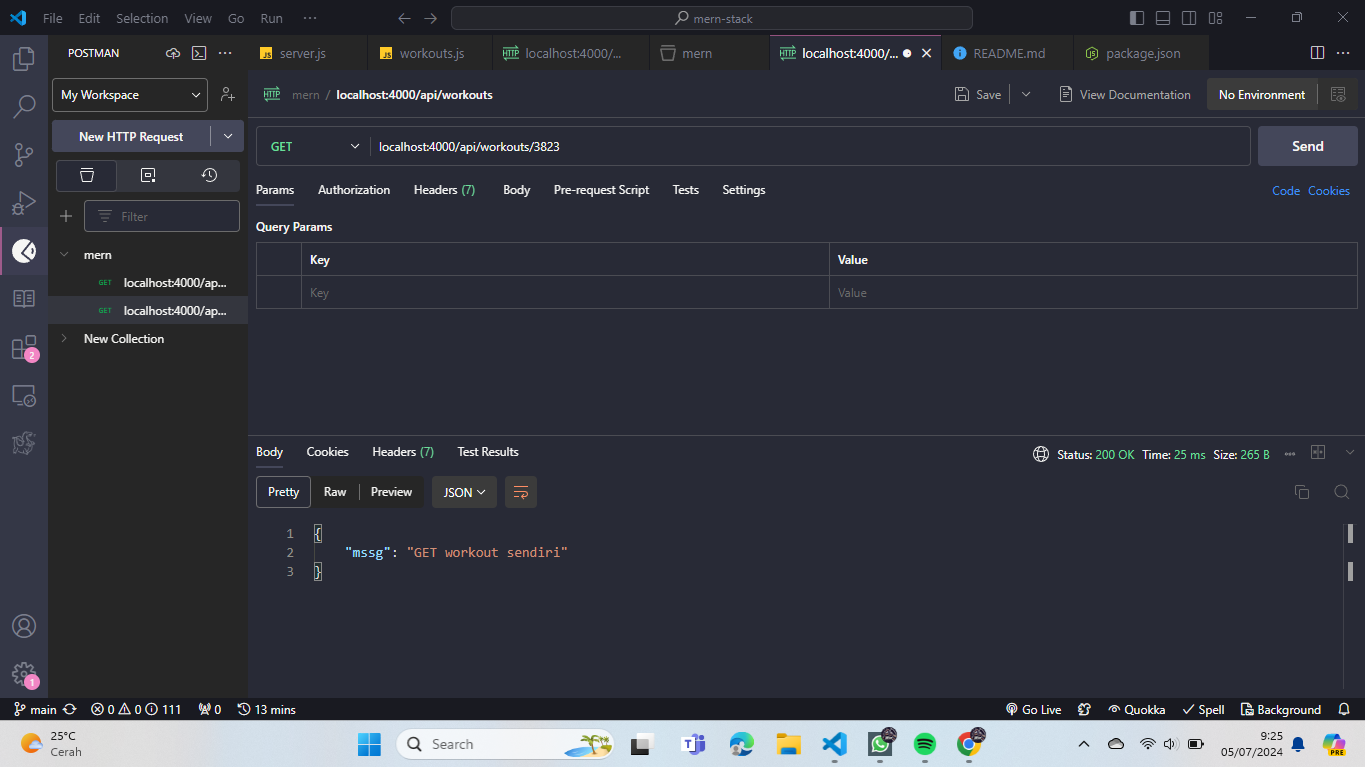 File Edit Selection View Go Run ··· mern-stack
POSTMAN
server.js workouts.js localhost:4000/... mern localhost:4000/... README.md package.json
My Workspace
mern / localhost:4000/api/workouts
Save View Documentation No Environment
New HTTP Request
GET localhost:4000/api/workouts/3823 Send
Params Authorization Headers (7) Body Pre-request Script Tests Settings Code Cookies
Filter
Query Params
mern
Key Value
GET localhost:4000/ap...
Key Value
GET localhost:4000/ap...
New Collection
2
Body Cookies Headers (7) Test Results Status: 200 OK Time: 25 ms Size: 265 B
Pretty Raw Preview JSON
1 {
2 "mssg": "GET workout sendiri"
3 }
1
main 0 0 111 0 13 mins Go Live Quokka Spell Background
25°C
Cerah
Search
9:25
05/07/2024
PRE